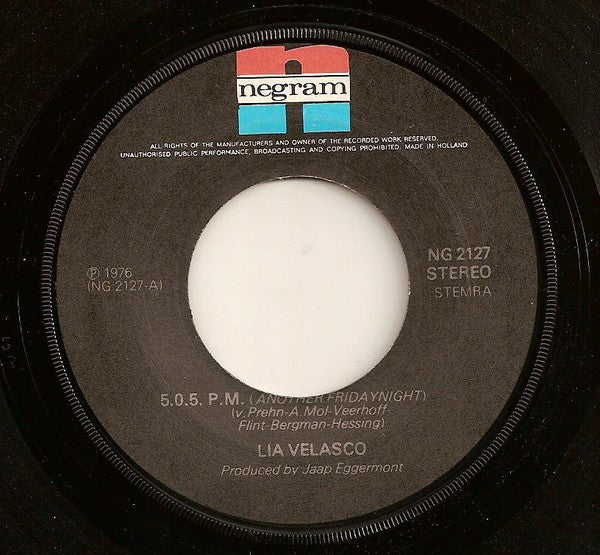 negram
ALL RIGHTS OF THE MANUFACTURERS AND OWNER OF THE RECORDED WORK RESERVED.
UNAUTHORISED PUBLIC PERFORMANCE, BROADCASTING AND COPYING PROHIBITED. MADE IN HOLLAND
℗ 1976
(NG 2127-A)
NG 2127
STEREO
STEMRA
5.0.5. P.M. (ANOTHER FRIDAYNIGHT)
(v. Prehn-A. Mol-Veerhoff-
Flint-Bergman-Hessing)
LIA VELASCO
Produced by Jaap Eggermont